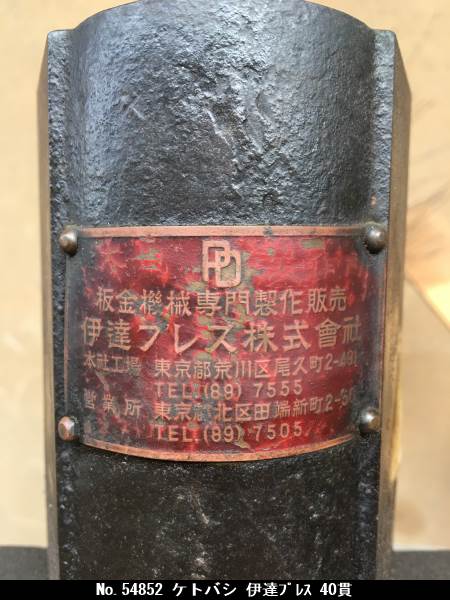 PD
板金機械専門製作販売
伊達プレス株式會社
本社工場 東京都荒川区尾久町2-491
TEL.(89) 7555
営業所 東京都北区田端新町2-3
TEL.(89) 7505
No.54852 ケトバシ 伊達プレス 40貫